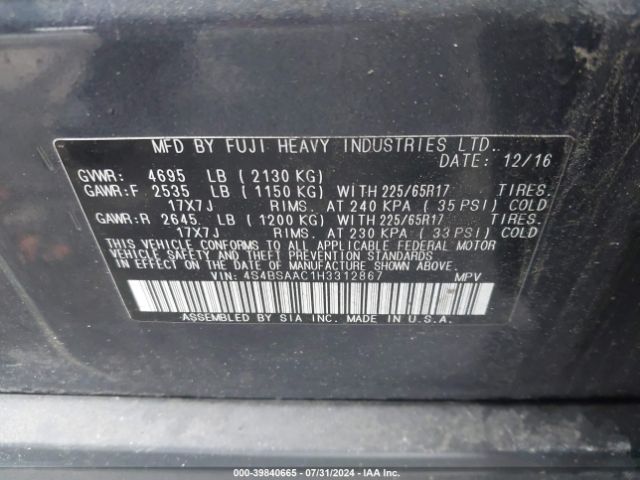 MFD BY FUJI HEAVY INDUSTRIES LTD..
DATE: 12/16
GVWR: 4695 LB ( 2130 KG)
GAWR:F 2535 LB ( 1150 KG) WITH 225/65R17 TIRES.
17X7J RIMS. AT 240 KPA ( 35 PSI) COLD
GAWR:R 2645. LB ( 1200 KG) WITH 225/65R17 TIRES.
17X7J RIMS. AT 230 KPA ( 33 PSI) COLD
THIS VEHICLE CONFORMS TO ALL APPLICABLE FEDERAL MOTOR
VEHICLE SAFETY AND THEFT PREVENTION STANDARDS
IN EFFECT ON THE DATE OF MANUFACTURE SHOWN ABOVE.
VIN: 4S4BSAAC1H3312867 MPV
ASSEMBLED BY SIA INC. MADE IN U.S.A.
000-39840665 - 07/31/2024 - IAA Inc.